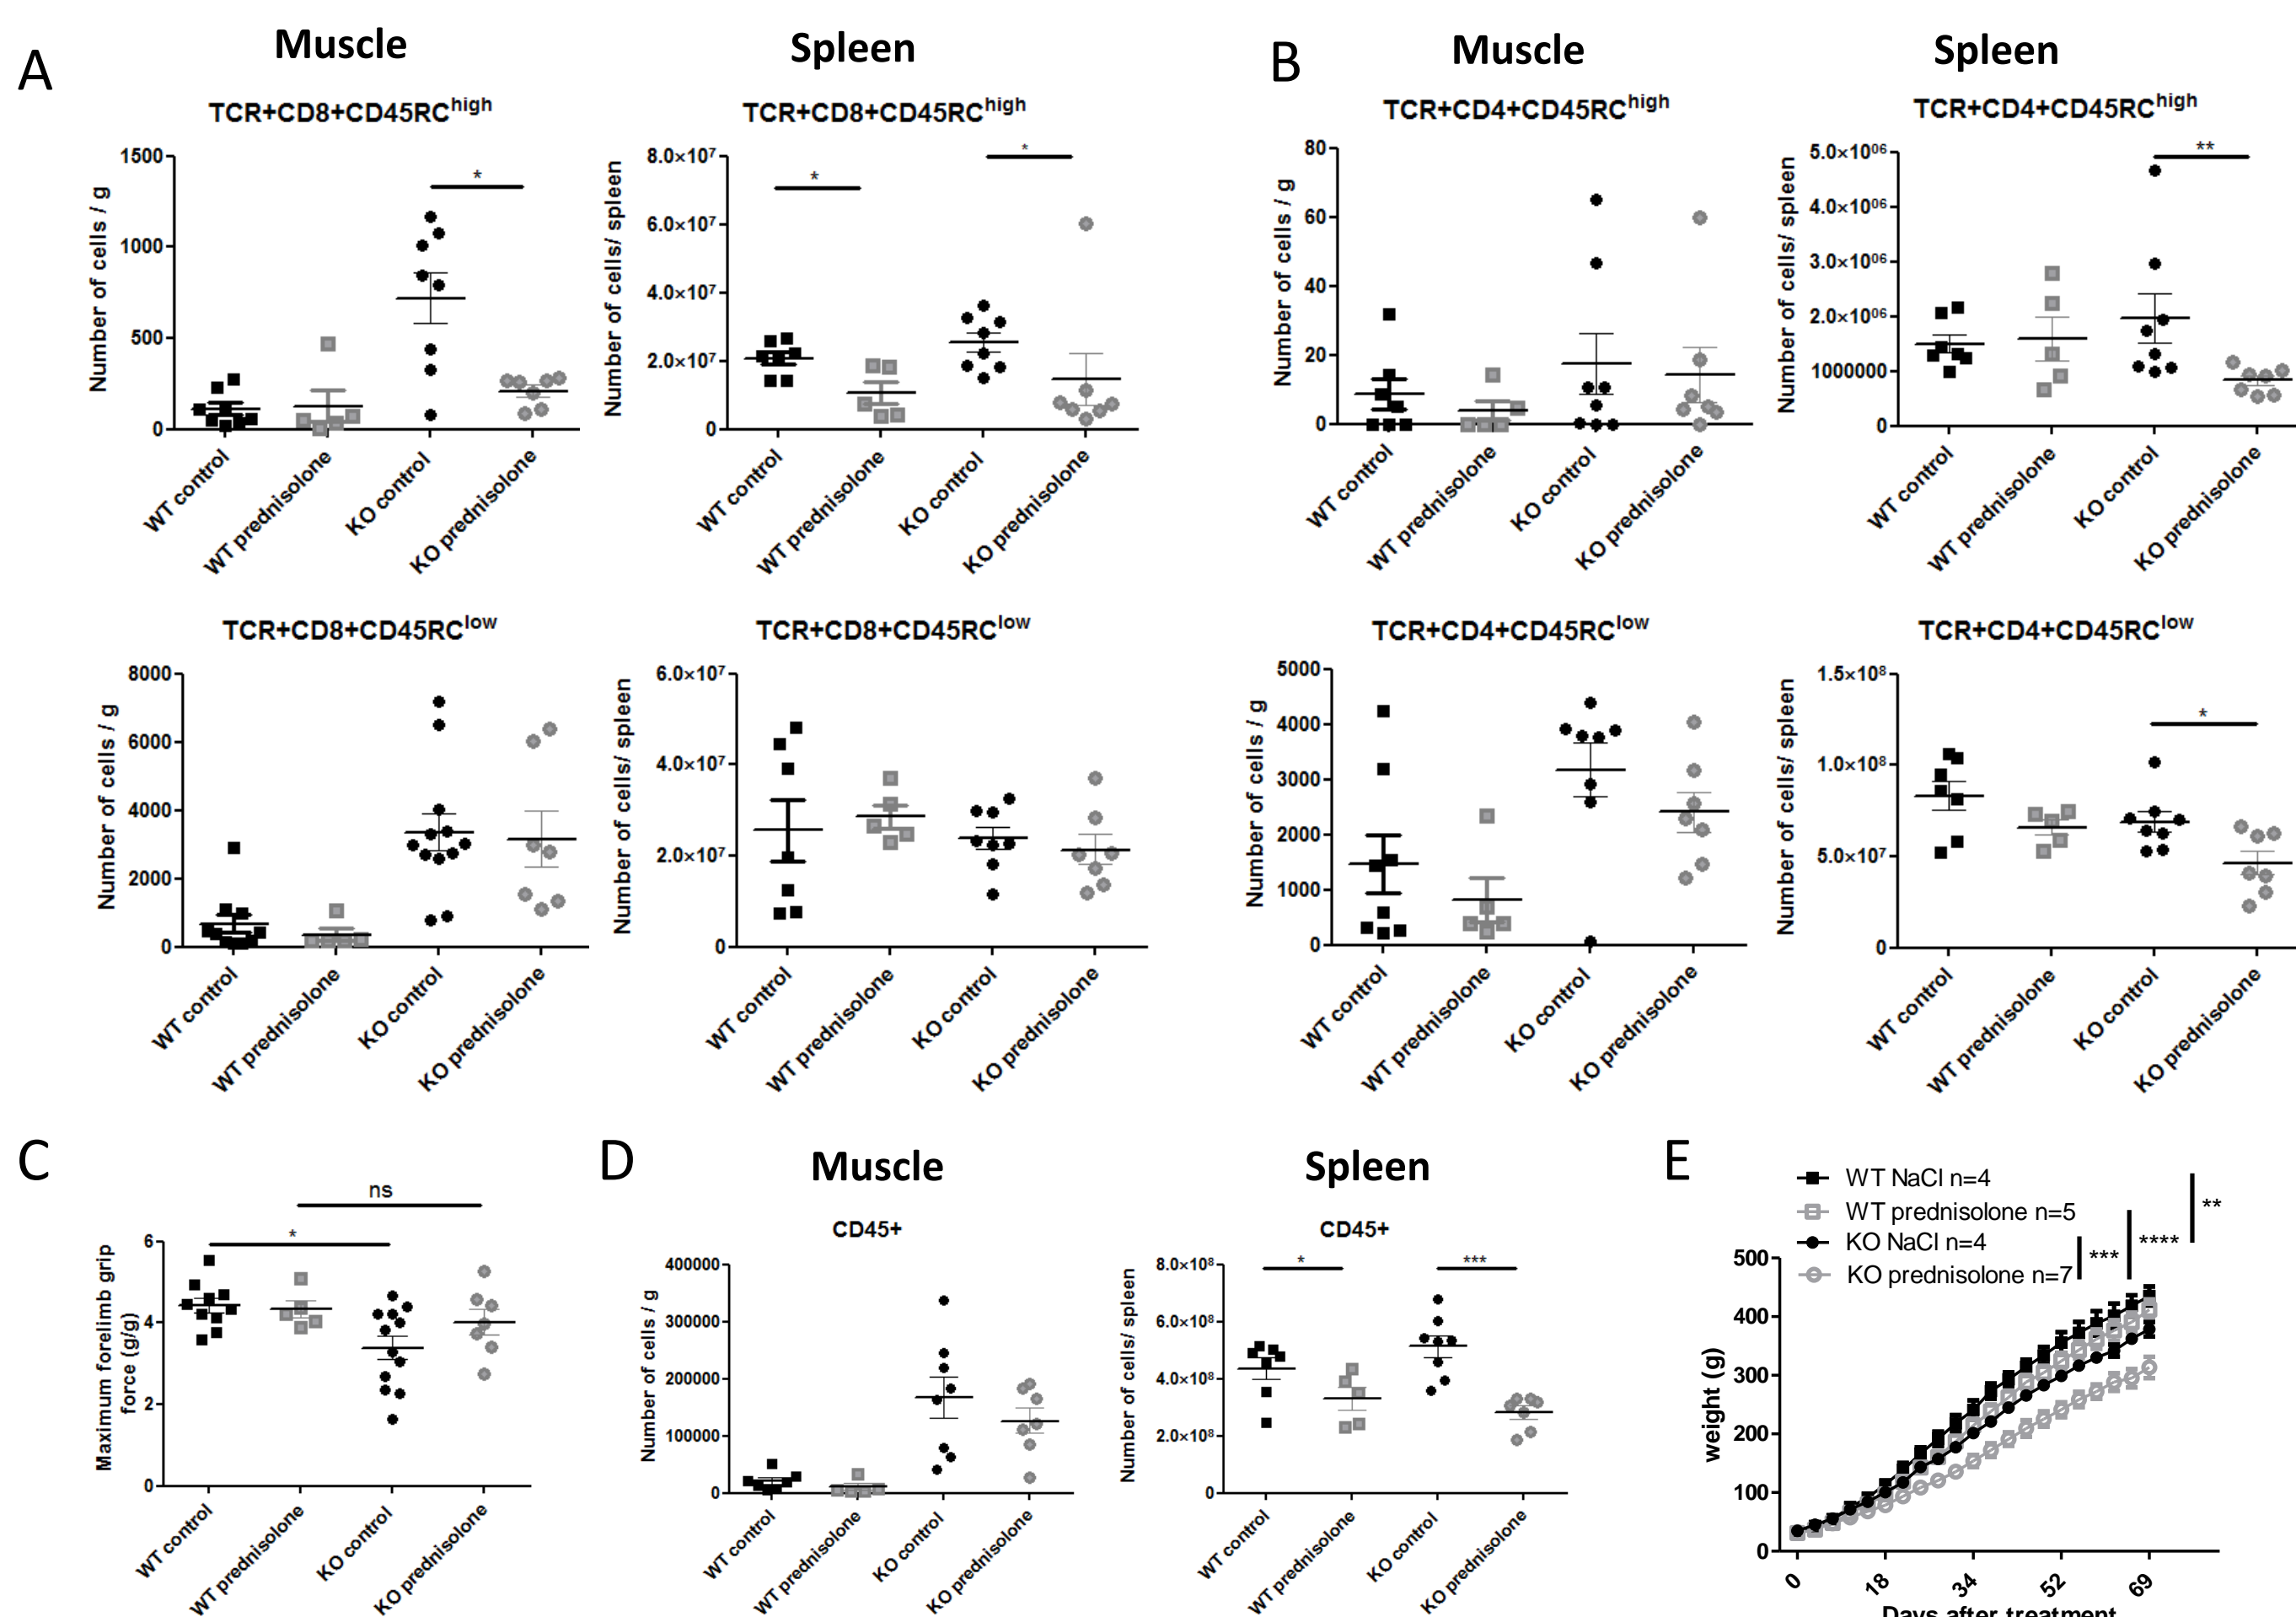 A
Muscle
Spleen
B
Muscle
Spleen
TCR+CD8+CD45RChigh
Number of cells / g
1500
1000
500
0
*
WT control
WT prednisolone
KO control
KO prednisolone
TCR+CD8+CD45RChigh
Number of cells/ spleen
8.0×10⁷
6.0×10⁷
4.0×10⁷
2.0×10⁷
0
*
*
WT control
WT prednisolone
KO control
KO prednisolone
TCR+CD4+CD45RChigh
Number of cells / g
80
60
40
20
0
WT control
WT prednisolone
KO control
KO prednisolone
TCR+CD4+CD45RChigh
Number of cells/ spleen
5.0×10⁰⁶
4.0×10⁰⁶
3.0×10⁰⁶
2.0×10⁰⁶
1000000
0
**
WT control
WT prednisolone
KO control
KO prednisolone
TCR+CD8+CD45RClow
Number of cells / g
8000
6000
4000
2000
0
WT control
WT prednisolone
KO control
KO prednisolone
TCR+CD8+CD45RClow
Number of cells/ spleen
6.0×10⁷
4.0×10⁷
2.0×10⁷
0
WT control
WT prednisolone
KO control
KO prednisolone
TCR+CD4+CD45RClow
Number of cells / g
5000
4000
3000
2000
1000
0
WT control
WT prednisolone
KO control
KO prednisolone
TCR+CD4+CD45RClow
Number of cells/ spleen
1.5×10⁸
1.0×10⁸
5.0×10⁷
0
*
WT control
WT prednisolone
KO control
KO prednisolone
C
ns
*
Maximum forelimb grip
force (g/g)
6
4
2
0
WT control
WT prednisolone
KO control
KO prednisolone
D
Muscle
Spleen
CD45+
Number of cells / g
400000
300000
200000
100000
0
WT control
WT prednisolone
KO control
KO prednisolone
CD45+
Number of cells/ spleen
8.0×10⁸
6.0×10⁸
4.0×10⁸
2.0×10⁸
0
*
***
WT control
WT prednisolone
KO control
KO prednisolone
E
WT NaCl n=4
WT prednisolone n=5
KO NaCl n=4
KO prednisolone n=7
***
****
**
weight (g)
500
400
300
200
100
0
0
18
34
52
69
Days after treatment